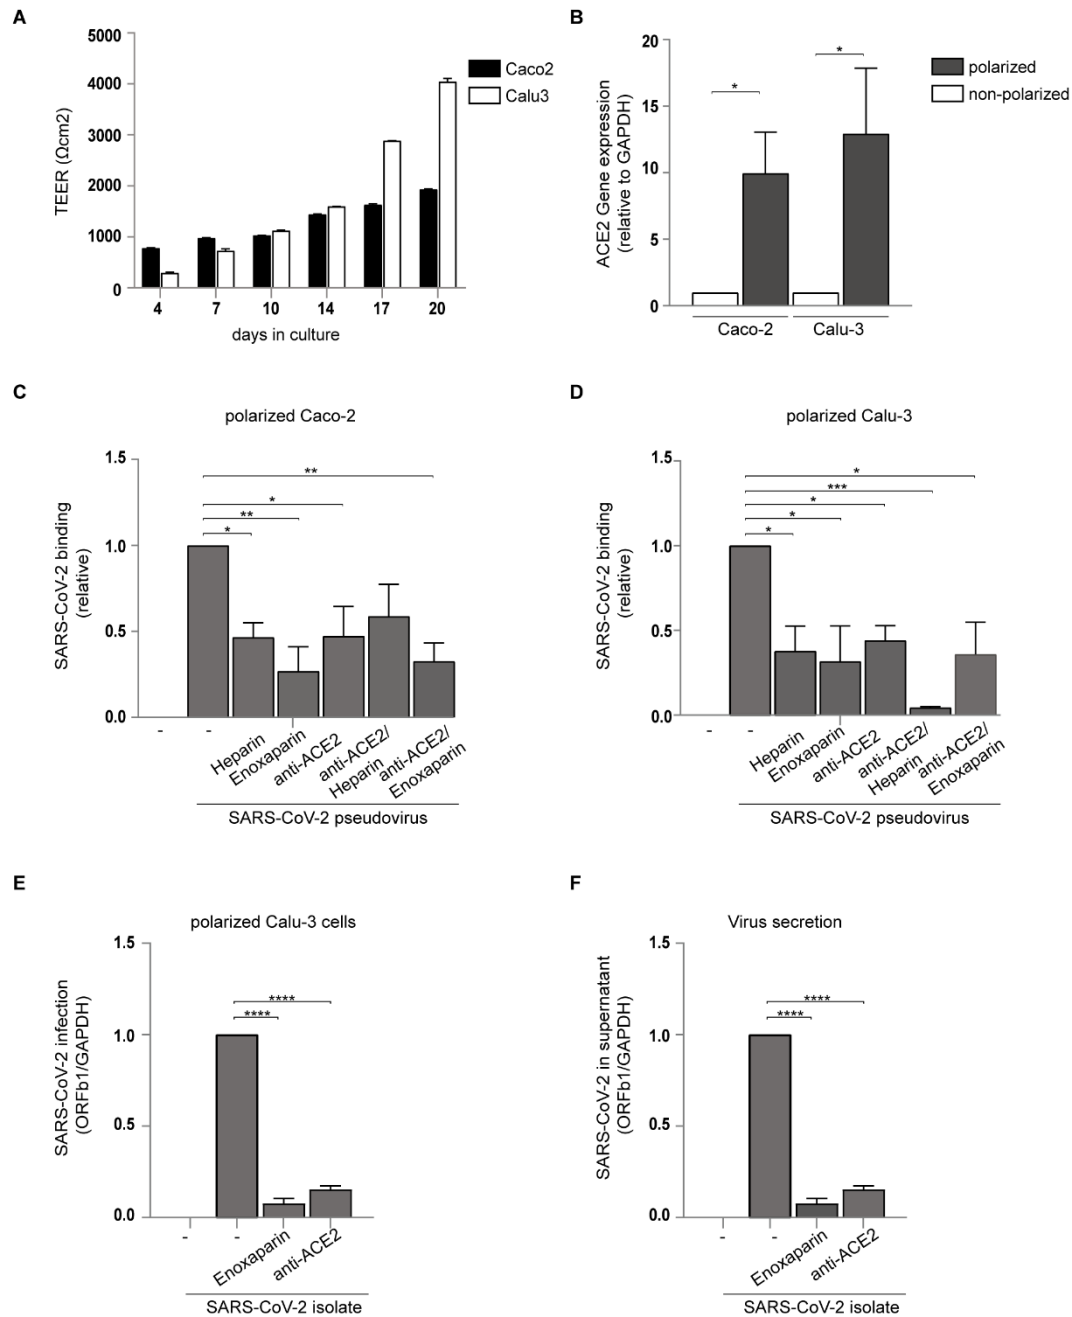 A
5000
4000
3000
2000
1000
0
TEER (Ωcm2)
4 7 10 14 17 20
days in culture
Caco2
Calu3
B
20
15
10
5
0
ACE2 Gene expression
(relative to GAPDH)
*
*
Caco-2 Calu-3
polarized
non-polarized
C
polarized Caco-2
1.5
1.0
0.5
0.0
SARS-CoV-2 binding
(relative)
**
*
**
*
-
-
Heparin
Enoxaparin
anti-ACE2
anti-ACE2/
Heparin
anti-ACE2/
Enoxaparin
SARS-CoV-2 pseudovirus
D
polarized Calu-3
1.5
1.0
0.5
0.0
SARS-CoV-2 binding
(relative)
*
***
*
*
*
-
-
Heparin
Enoxaparin
anti-ACE2
anti-ACE2/
Heparin
anti-ACE2/
Enoxaparin
SARS-CoV-2 pseudovirus
E
polarized Calu-3 cells
1.5
1.0
0.5
0.0
SARS-CoV-2 infection
(ORFb1/GAPDH)
****
****
-
-
Enoxaparin
anti-ACE2
SARS-CoV-2 isolate
F
Virus secretion
1.5
1.0
0.5
0.0
SARS-CoV-2 in supernatant
(ORFb1/GAPDH)
****
****
-
-
Enoxaparin
anti-ACE2
SARS-CoV-2 isolate